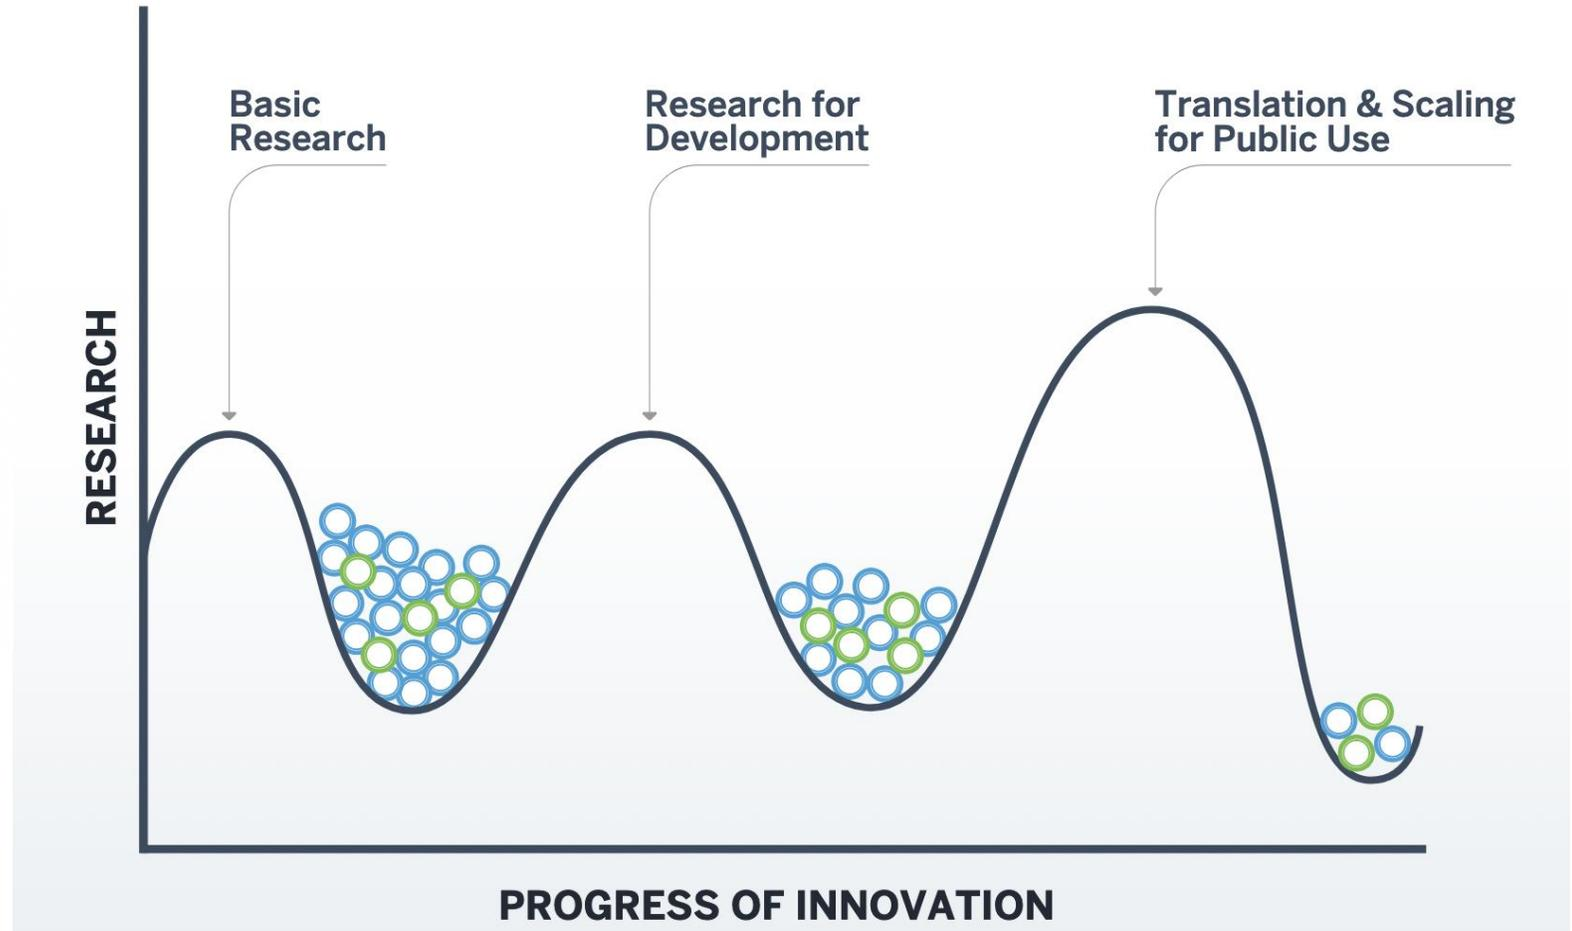 Basic
Research
Research for
Development
Translation & Scaling
for Public Use
RESEARCH
PROGRESS OF INNOVATION